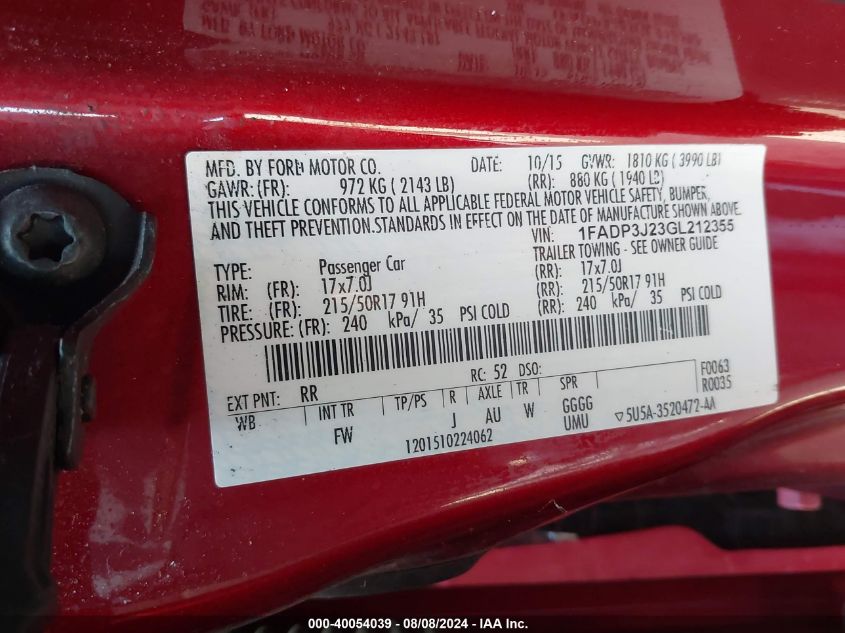 MFD. BY FORD MOTOR CO. DATE: 10/15 GVWR: 1810 KG ( 3990 LB)
GAWR: (FR): 972 KG ( 2143 LB) (RR): 880 KG ( 1940 LB)
THIS VEHICLE CONFORMS TO ALL APPLICABLE FEDERAL MOTOR VEHICLE SAFETY, BUMPER,
AND THEFT PREVENTION.STANDARDS IN EFFECT ON THE DATE OF MANUFACTURE SHOWN ABOVE.
VIN: 1FADP3J23GL212355
TRAILER TOWING - SEE OWNER GUIDE
TYPE: Passenger Car
RIM: (FR): 17x7.0J (RR): 17x7.0J
TIRE: (FR): 215/50R17 91H (RR): 215/50R17 91H
PRESSURE: (FR): 240 kPa/ 35 PSI COLD (RR): 240 kPa/ 35 PSI COLD
EXT PNT: RR RC: 52 DSO: F0063
R0035
WB INT TR TP/PS R AXLE TR SPR
FW J AU W GGGG
UMU
▽5U5A-3520472-AA
1201510224062
000 - 40054039 - 08/08/2024 - IAA Inc.